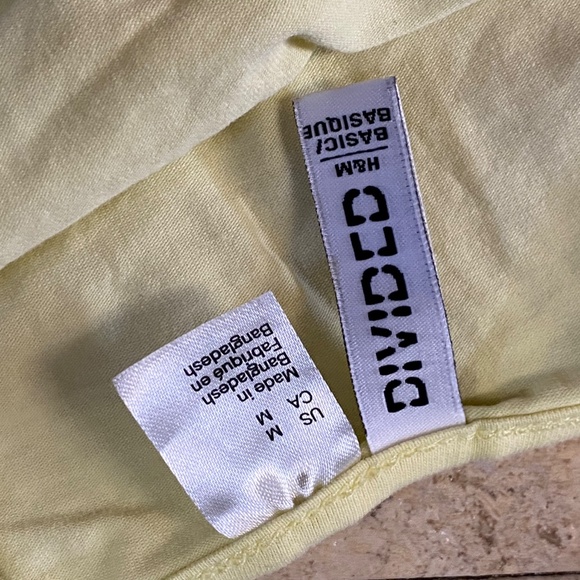 DIVIDED
H&M
BASIC/
BASIQUE
US M
CA M
Made in
Bangladesh
Fabriqué en
Bangladesh